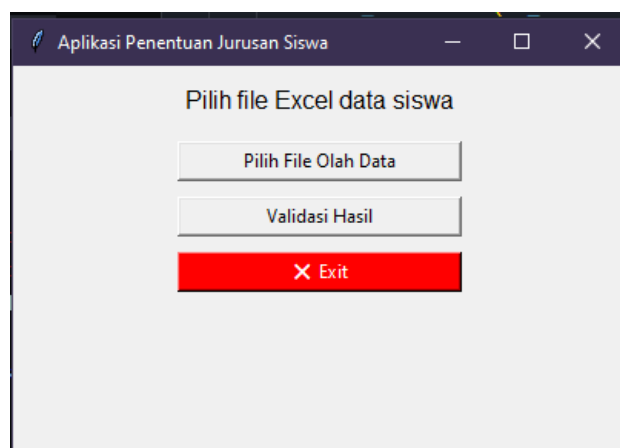 Aplikasi Penentuan Jurusan Siswa
Pilih file Excel data siswa
Pilih File Olah Data
Validasi Hasil
❌ Exit